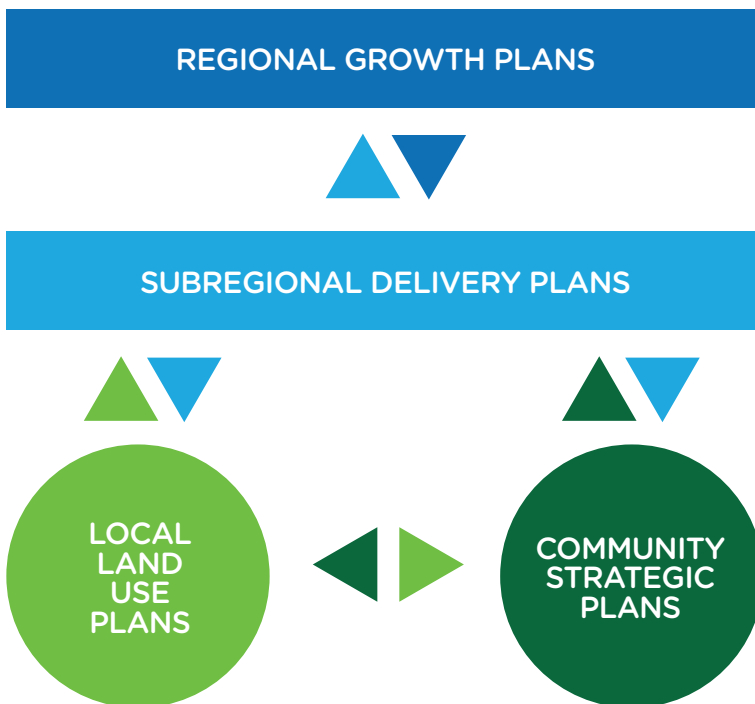 REGIONAL GROWTH PLANS
SUBREGIONAL DELIVERY PLANS
LOCAL
LAND
USE
PLANS
COMMUNITY
STRATEGIC
PLANS